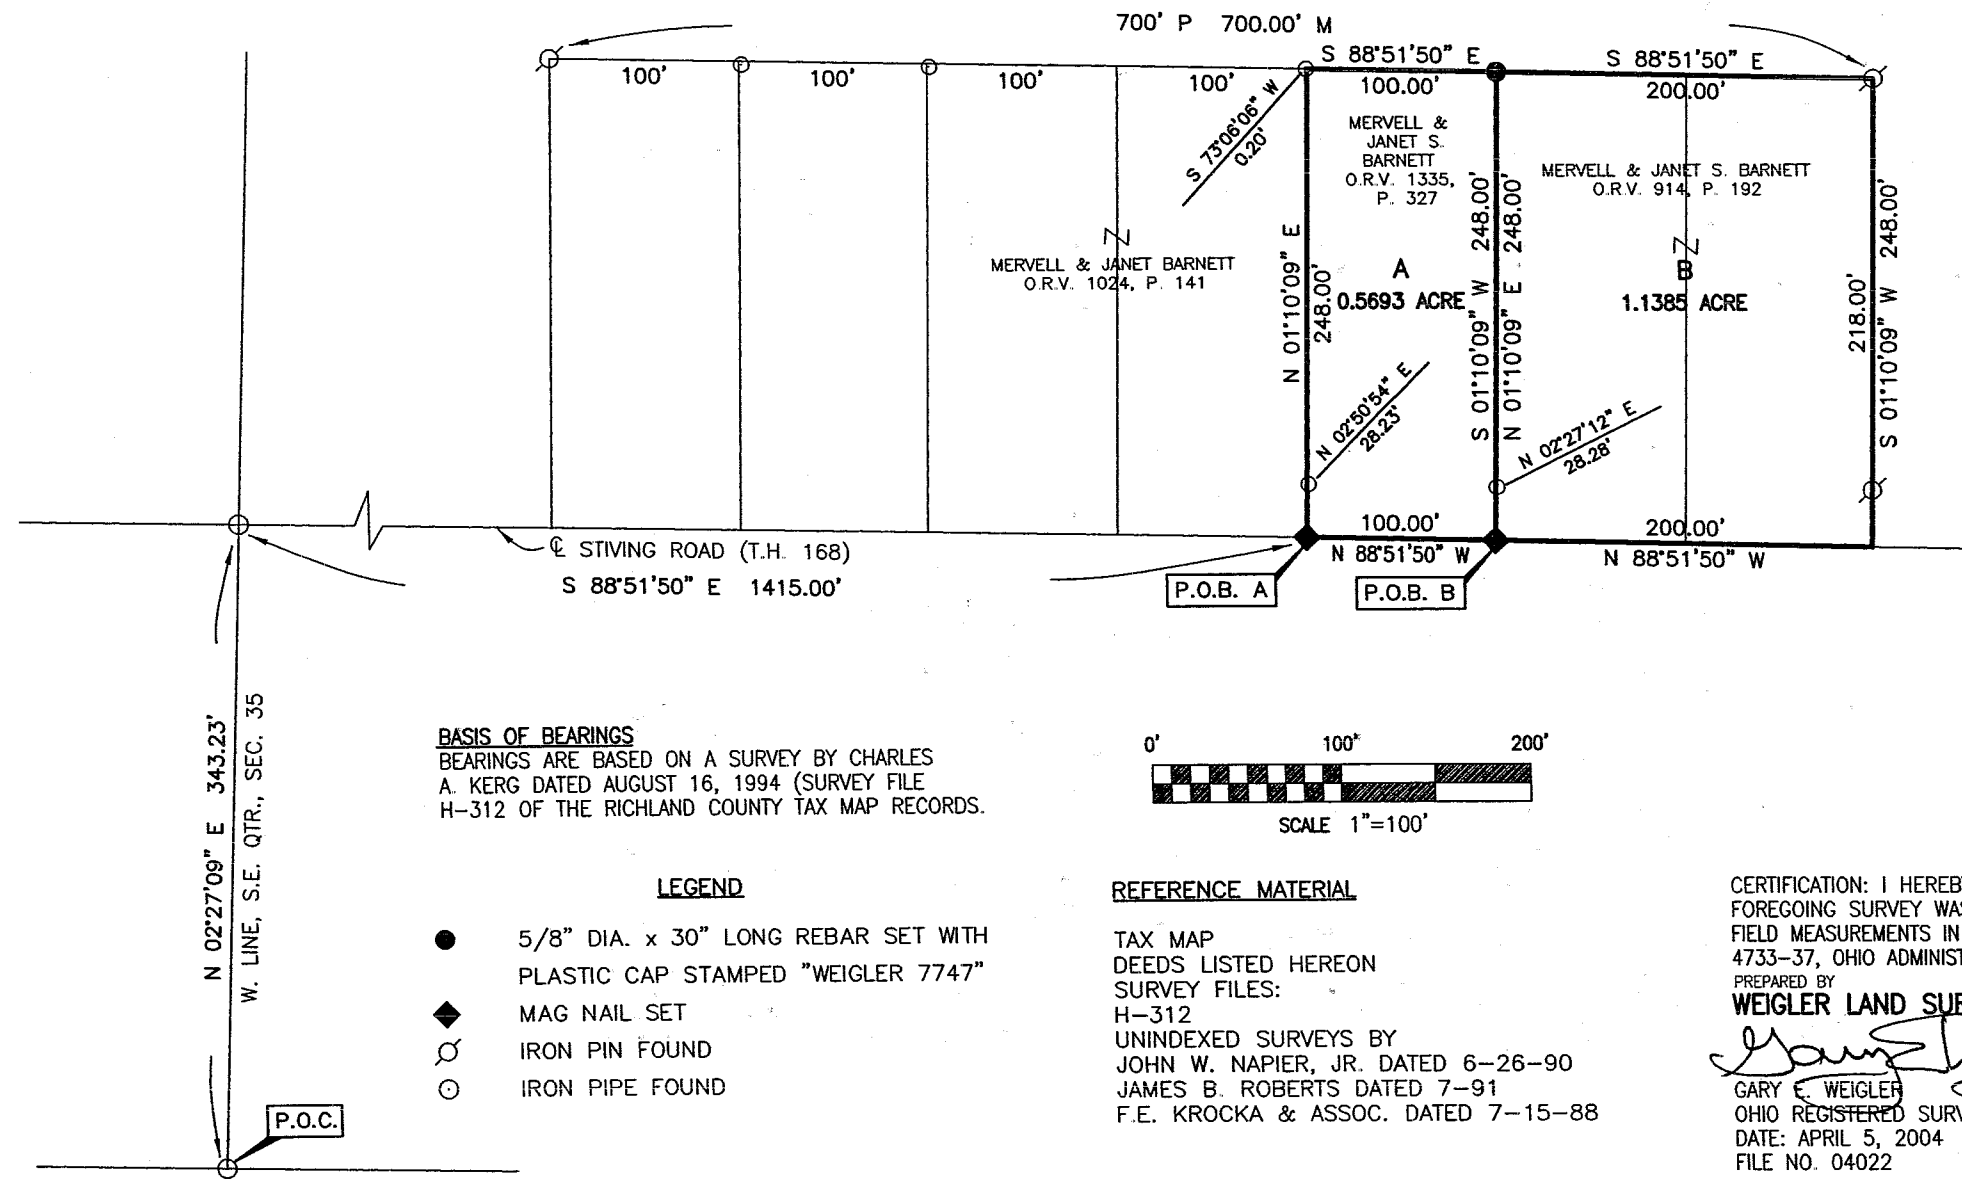 700' P 700.00' M
S 88°51'50" E
S 88°51'50" E
100'
100'
100'
100'
100.00'
200.00'
S 73°06'06" W
0.20'
MERVELL &
JANET S.
BARNETT
O.R.V. 1335,
P. 327
MERVELL & JANET S. BARNETT
O.R.V. 914, P. 192
MERVELL & JANET BARNETT
O.R.V. 1024, P. 141
N 01°10'09" E
248.00'
A
0.5693 ACRE
S 01°10'09" W 248.00'
N 01°10'09" E 248.00'
B
1.1385 ACRE
218.00'
S 01°10'09" W 248.00'
N 02°50'54" E
28.23'
N 02°27'12" E
28.28'
100.00'
N 88°51'50" W
200.00'
N 88°51'50" W
℄ STIVING ROAD (T.H. 168)
S 88°51'50" E 1415.00'
P.O.B. A
P.O.B. B
N 02°27'09" E 343.23'
W. LINE, S.E. QTR., SEC. 35
P.O.C.
BASIS OF BEARINGS
BEARINGS ARE BASED ON A SURVEY BY CHARLES
A. KERG DATED AUGUST 16, 1994 (SURVEY FILE
H-312 OF THE RICHLAND COUNTY TAX MAP RECORDS.
0' 100' 200'
SCALE 1"=100'
LEGEND
5/8" DIA. x 30" LONG REBAR SET WITH
PLASTIC CAP STAMPED "WEIGLER 7747"
MAG NAIL SET
IRON PIN FOUND
IRON PIPE FOUND
REFERENCE MATERIAL
TAX MAP
DEEDS LISTED HEREON
SURVEY FILES:
H-312
UNINDEXED SURVEYS BY
JOHN W. NAPIER, JR. DATED 6-26-90
JAMES B. ROBERTS DATED 7-91
F.E. KROCKA & ASSOC. DATED 7-15-88
CERTIFICATION: I HEREB
FOREGOING SURVEY WAS
FIELD MEASUREMENTS IN
4733-37, OHIO ADMINIST
PREPARED BY
WEIGLER LAND SUR
GARY E. WEIGLER
OHIO REGISTERED SURV
DATE: APRIL 5, 2004
FILE NO. 04022